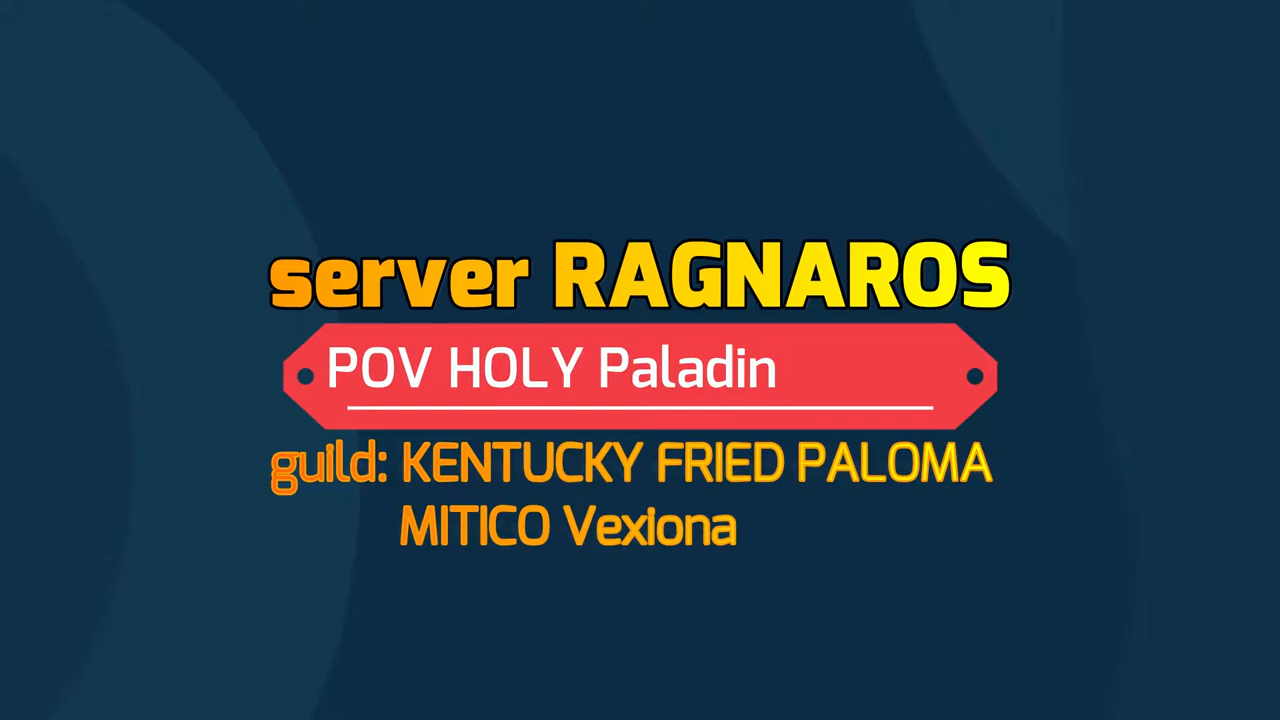 server RAGNAROS
POV HOLY Paladin
guild: KENTUCKY FRIED PALOMA
MITICO Vexiona